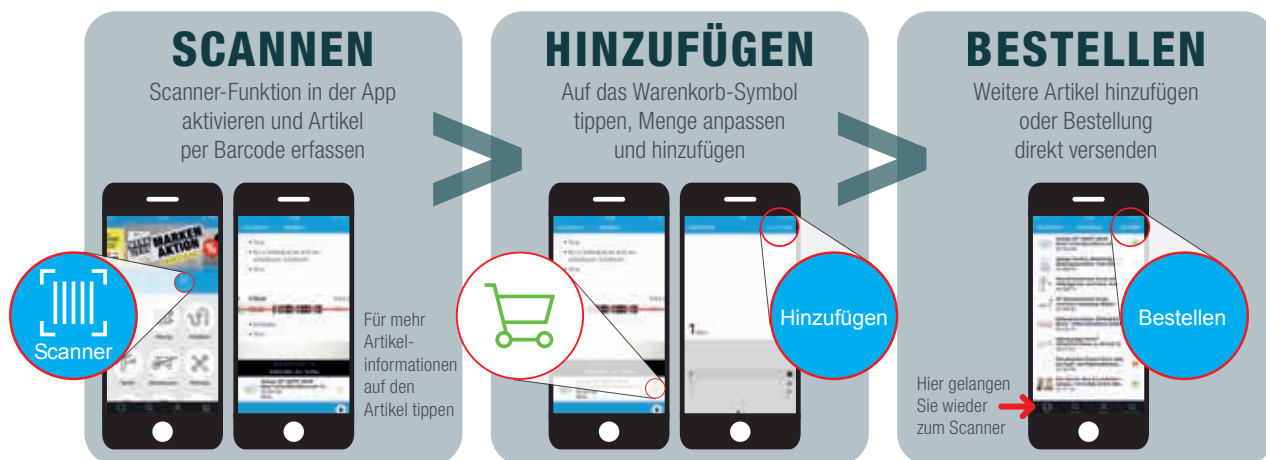 SCANNEN
Scanner-Funktion in der App
aktivieren und Artikel
per Barcode erfassen
MARKEN
AKTION
Scanner
Für mehr
Artikel-
informationen
auf den
Artikel tippen
HINZUFÜGEN
Auf das Warenkorb-Symbol
tippen, Menge anpassen
und hinzufügen
1
Hinzufügen
BESTELLEN
Weitere Artikel hinzufügen
oder Bestellung
direkt versenden
Bestellen
Hier gelangen
Sie wieder
zum Scanner